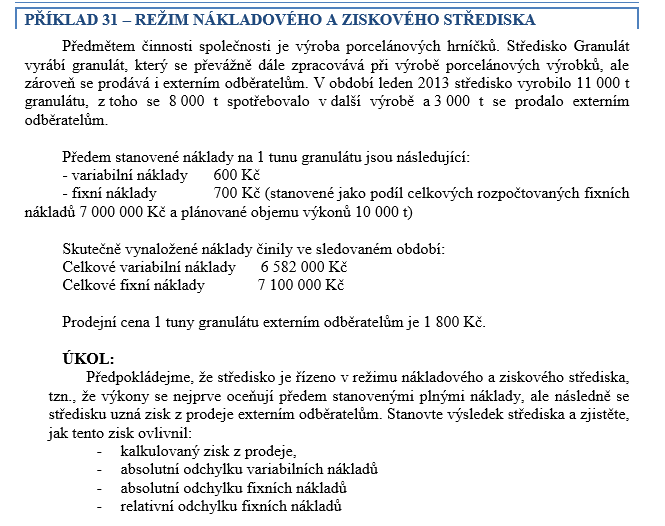 PŘÍKLAD 31 – REŽIM NÁKLADOVÉHO A ZISKOVÉHO STŘEDISKA
Předmětem činnosti společnosti je výroba porcelánových hrníčků. Středisko Granulát
vyrábí granulát, který se převážně dále zpracovává při výrobě porcelánových výrobků, ale
zároveň se prodává i externím odběratelům. V období leden 2013 středisko vyrobilo 11 000 t
granulátu, z toho se 8 000 t spotřebovalo v další výrobě a 3 000 t se prodalo externím
odběratelům.
Předem stanovené náklady na 1 tunu granulátu jsou následující:
- variabilní náklady 600 Kč
- fixní náklady 700 Kč (stanovené jako podíl celkových rozpočtovaných fixních
nákladů 7 000 000 Kč a plánované objemu výkonů 10 000 t)
Skutečně vynaložené náklady činily ve sledovaném období:
Celkové variabilní náklady 6 582 000 Kč
Celkové fixní náklady 7 100 000 Kč
Prodejní cena 1 tuny granulátu externím odběratelům je 1 800 Kč.
ÚKOL:
Předpokládejme, že středisko je řízeno v režimu nákladového a ziskového střediska,
tzn., že výkony se nejprve oceňují předem stanovenými plnými náklady, ale následně se
středisku uzná zisk z prodeje externím odběratelům. Stanovte výsledek střediska a zjistěte,
jak tento zisk ovlivnil:
- kalkulovaný zisk z prodeje,
- absolutní odchylku variabilních nákladů
- absolutní odchylku fixních nákladů
- relativní odchylku fixních nákladů